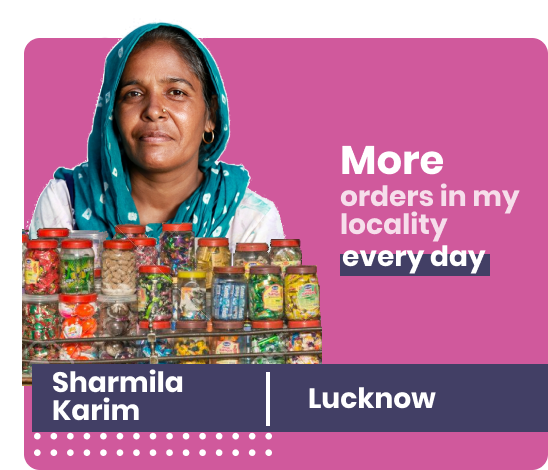 More
orders in my
locality
every day
Sharmila
Karim
Lucknow